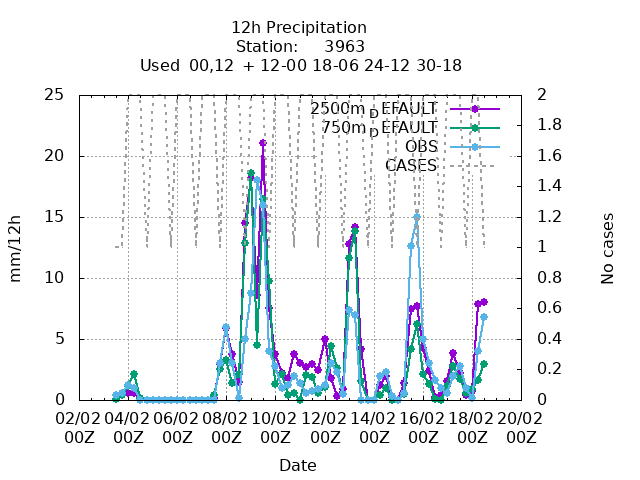 12h Precipitation
Station: 3963
Used 00,12 + 12-00 18-06 24-12 30-18
25 2
20 1.8
15 1.6
10 1.4
5 1.2
0 1
0.8
0.6
0.4
0.2
0
2500m_DEFAULT
750m_DEFAULT
OBS
CASES
mm/12h
No cases
02/02 04/02 06/02 08/02 10/02 12/02 14/02 16/02 18/02 20/02
00Z 00Z 00Z 00Z 00Z 00Z 00Z 00Z 00Z 00Z
Date